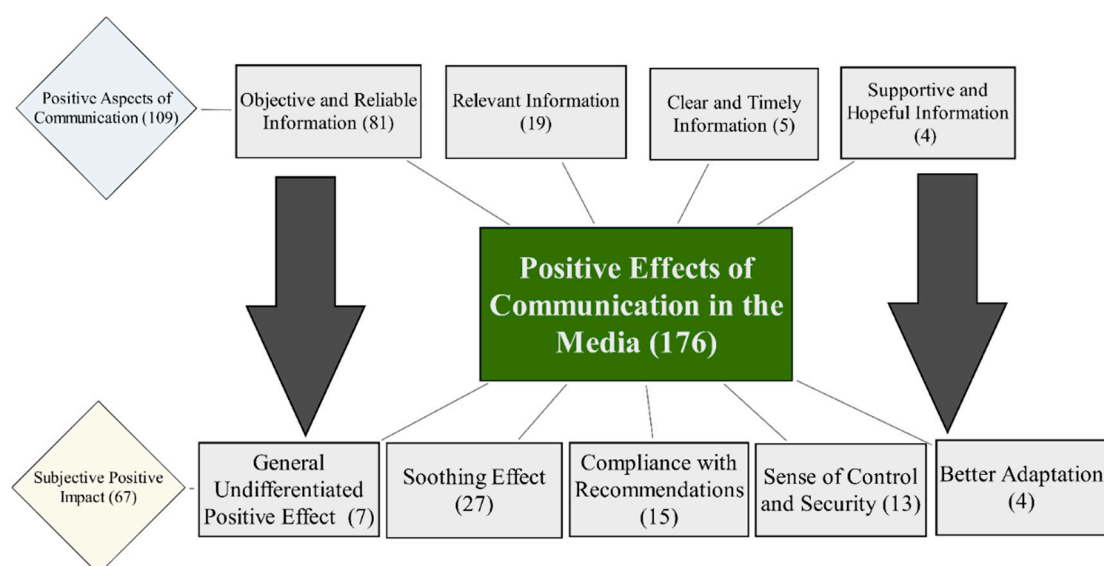 Positive Aspects of
Communication (109)
Objective and Reliable
Information (81)
Relevant Information
(19)
Clear and Timely
Information (5)
Supportive and
Hopeful Information
(4)
Positive Effects of
Communication in the
Media (176)
Subjective Positive
Impact (67)
General
Undifferentiated
Positive Effect (7)
Soothing Effect
(27)
Compliance with
Recommendations
(15)
Sense of Control
and Security (13)
Better Adaptation
(4)